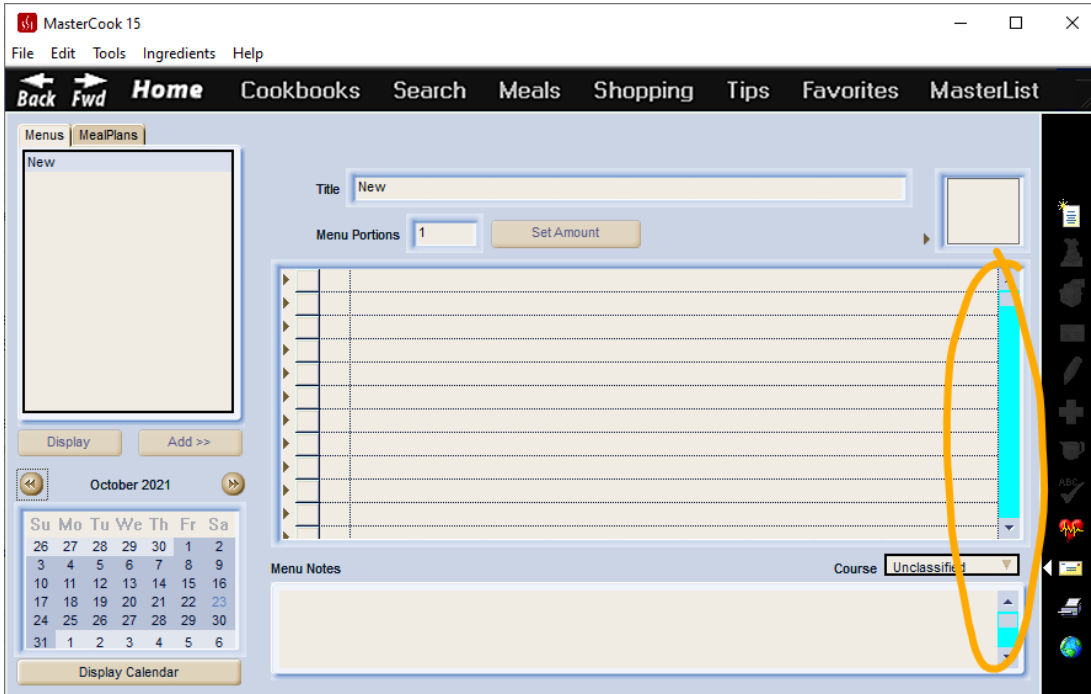 MasterCook 15
File Edit Tools Ingredients Help
Back Fwd Home Cookbooks Search Meals Shopping Tips Favorites MasterList
Menus MealPlans
New
Title New
Menu Portions 1 Set Amount
Display Add >>
October 2021
Su Mo Tu We Th Fr Sa
26 27 28 29 30 1 2
3 4 5 6 7 8 9
10 11 12 13 14 15 16
17 18 19 20 21 22 23
24 25 26 27 28 29 30
31 1 2 3 4 5 6
Display Calendar
Menu Notes Course Unclassified
ABC